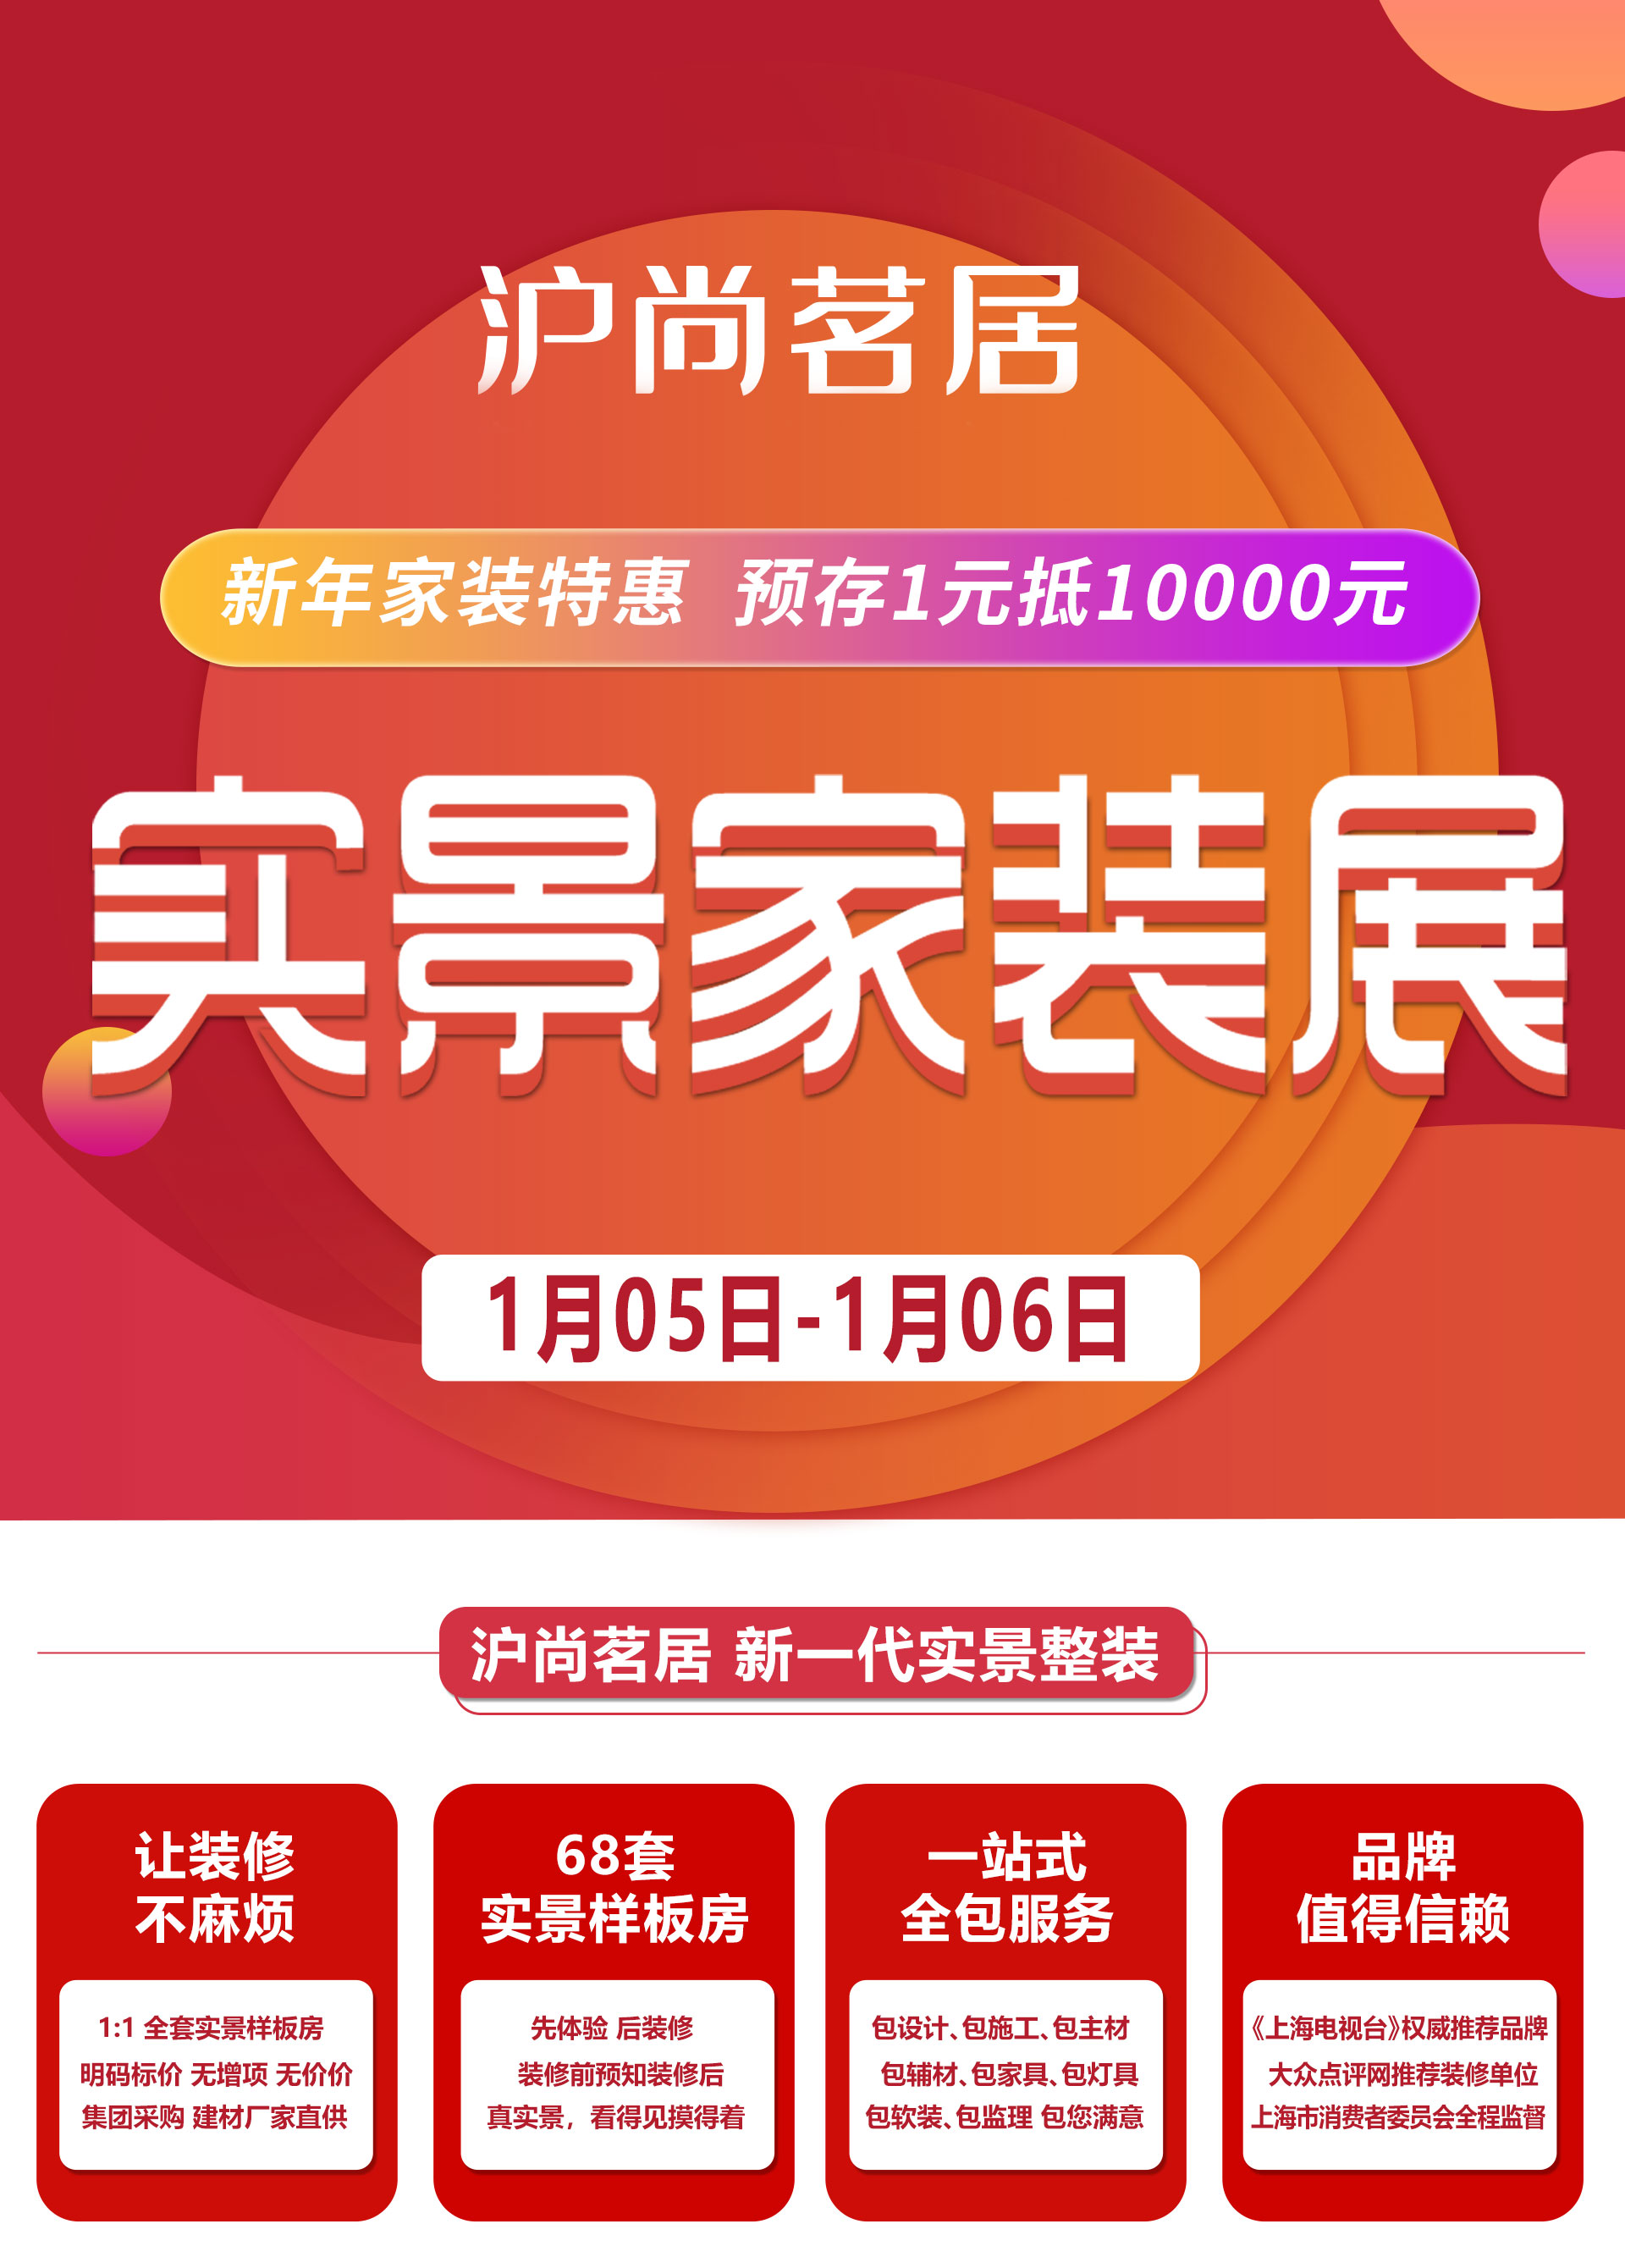 沪尚茗居
新年家装特惠 预存1元抵10000元
实景家装展
1月05日-1月06日
沪尚茗居 新一代实景整装
让装修
不麻烦
1:1 全套实景样板房
明码标价 无增项 无价价
集团采购 建材厂家直供
68套
实景样板房
先体验 后装修
装修前预知装修后
真实景，看得见摸得着
一站式
全包服务
包设计、包施工、包主材
包辅材、包家具、包灯具
包软装、包监理 包您满意
品牌
值得信赖
《上海电视台》权威推荐品牌
大众点评网推荐装修单位
上海市消费者委员会全程监督